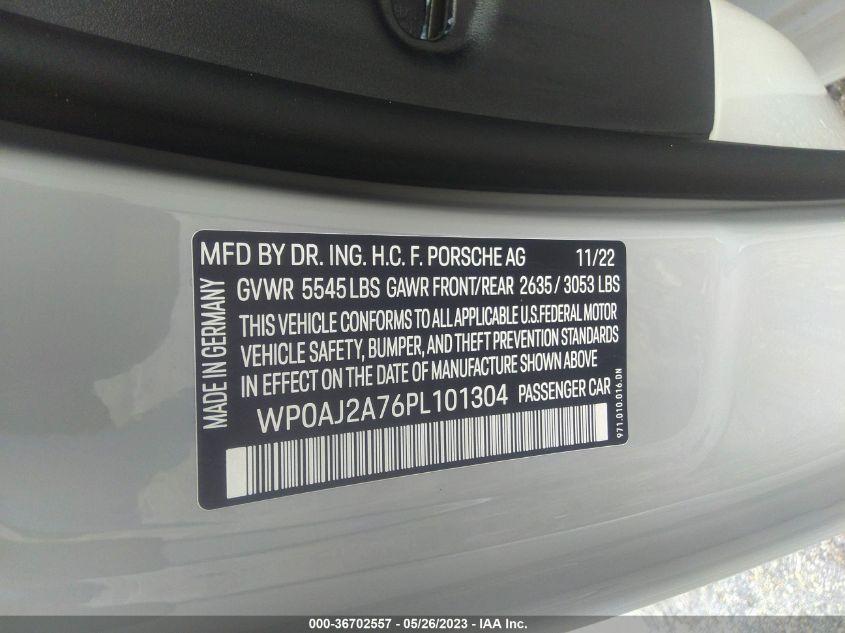 MFD BY DR. ING. H.C. F. PORSCHE AG 11/22
GVWR 5545 LBS GAWR FRONT/REAR 2635 / 3053 LBS
THIS VEHICLE CONFORMS TO ALL APPLICABLE U.S. FEDERAL MOTOR
VEHICLE SAFETY, BUMPER, AND THEFT PREVENTION STANDARDS
IN EFFECT ON THE DATE OF MANUFACTURE SHOWN ABOVE
WP0AJ2A76PL101304 PASSENGER CAR
MADE IN GERMANY
971.010.016.DN
000-36702557 - 05/26/2023 - IAA Inc.